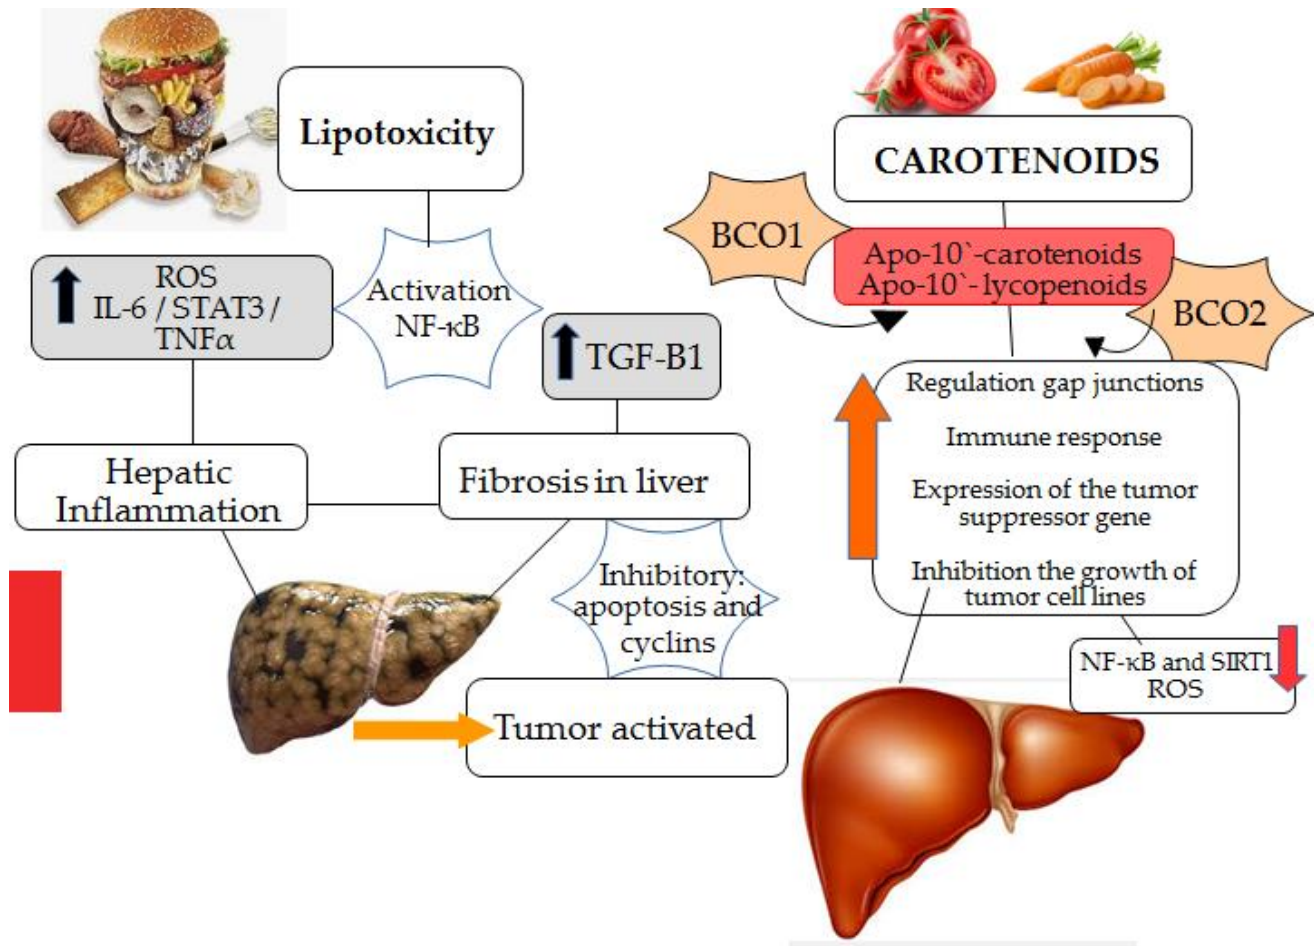 Lipotoxicity
ROS
IL-6 / STAT3 /
TNFα
Activation
NF-κB
TGF-B1
Hepatic
Inflammation
Fibrosis in liver
Inhibitory:
apoptosis and
cyclins
Tumor activated
CAROTENOIDS
BCO1
Apo-10`-carotenoids
Apo-10`- lycopenoids
BCO2
Regulation gap junctions
Immune response
Expression of the tumor
suppressor gene
Inhibition the growth of
tumor cell lines
NF-κB and SIRT1
ROS